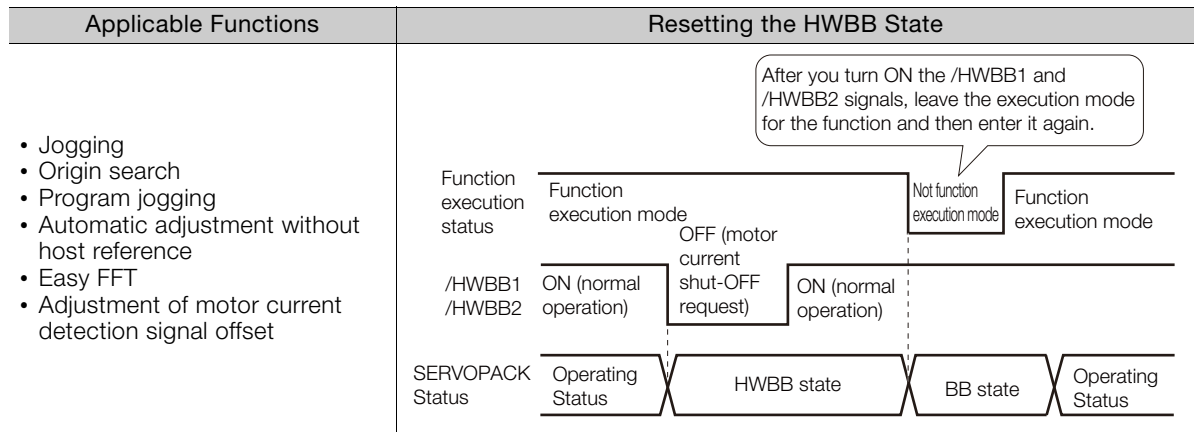 Applicable Functions
Resetting the HWBB State
• Jogging
• Origin search
• Program jogging
• Automatic adjustment without
host reference
• Easy FFT
• Adjustment of motor current
detection signal offset
After you turn ON the /HWBB1 and
/HWBB2 signals, leave the execution mode
for the function and then enter it again.
Function
execution
status
Function
execution mode
Not function
execution mode
Function
execution mode
/HWBB1
/HWBB2
ON (normal
operation)
OFF (motor
current
shut-OFF
request)
ON (normal
operation)
SERVOPACK
Status
Operating
Status
HWBB state
BB state
Operating
Status